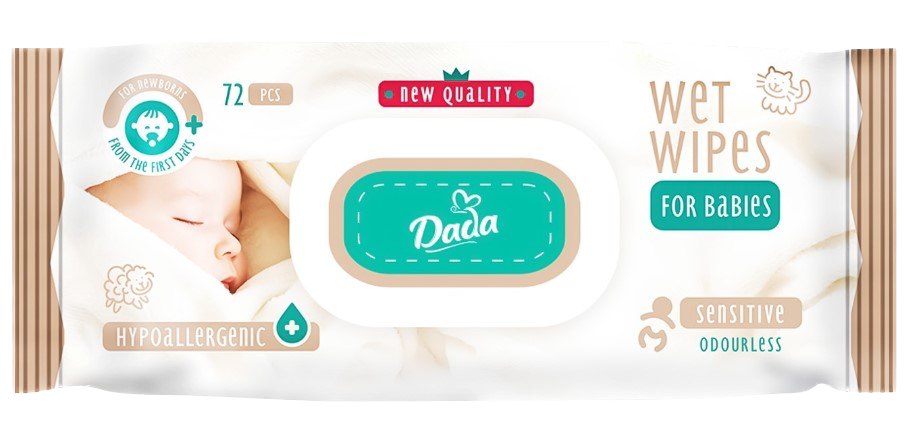 FOR NEWBORNS
FROM THE FIRST DAYS
72 PCS
NEW QUALITY
WET
WIPES
FOR BABIES
Dada
HYPOALLERGENIC
SENSITIVE
ODOURLESS